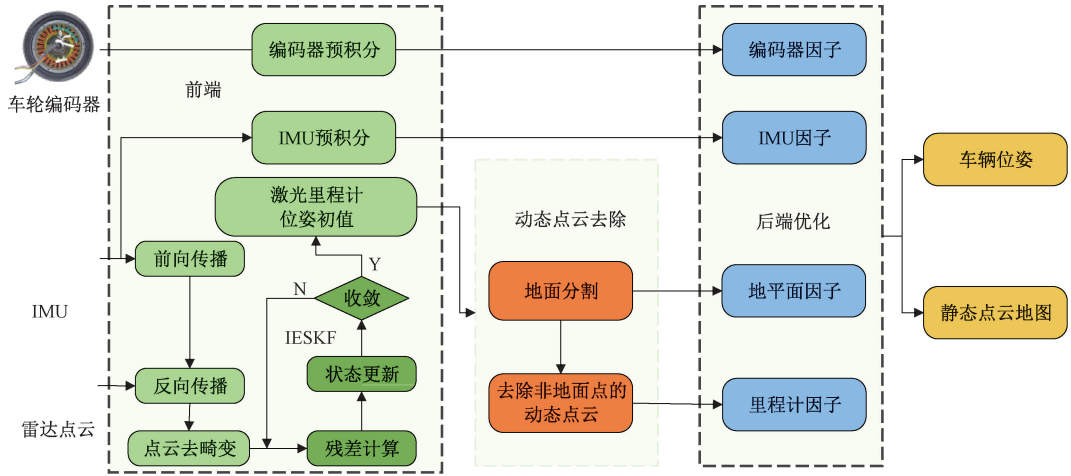 车轮编码器
IMU
雷达点云
前端
编码器预积分
IMU预积分
激光里程计
位姿初值
前向传播
反向传播
点云去畸变
Y
N
收敛
IESKF
状态更新
残差计算
动态点云去除
地面分割
去除非地面点的
动态点云
编码器因子
IMU因子
后端优化
地平面因子
里程计因子
车辆位姿
静态点云地图